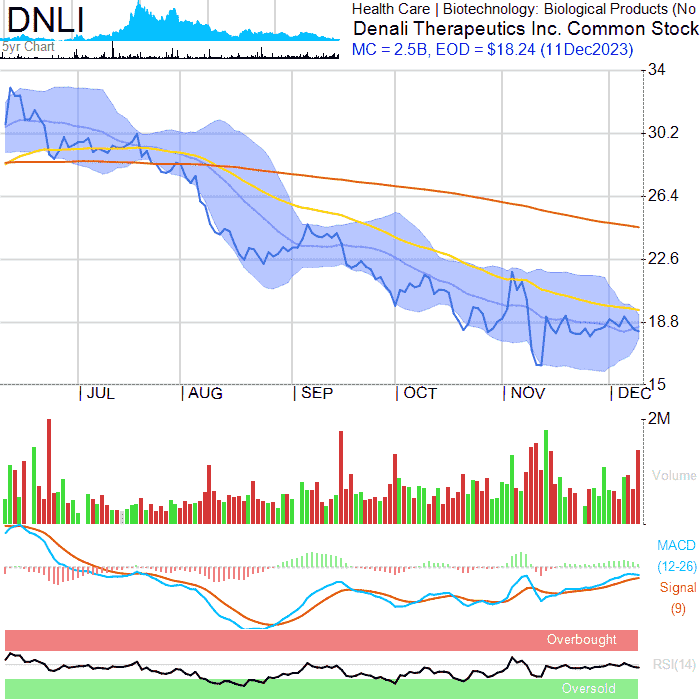 DNLI
5yr Chart
Health Care | Biotechnology: Biological Products (No
Denali Therapeutics Inc. Common Stock
MC = 2.5B, EOD = $18.24 (11Dec2023)
34
30.2
26.4
22.6
18.8
15
JUL AUG SEP OCT NOV DEC
2M
Volume
MACD
(12-26)
Signal
(9)
Overbought
RSI(14)
Oversold